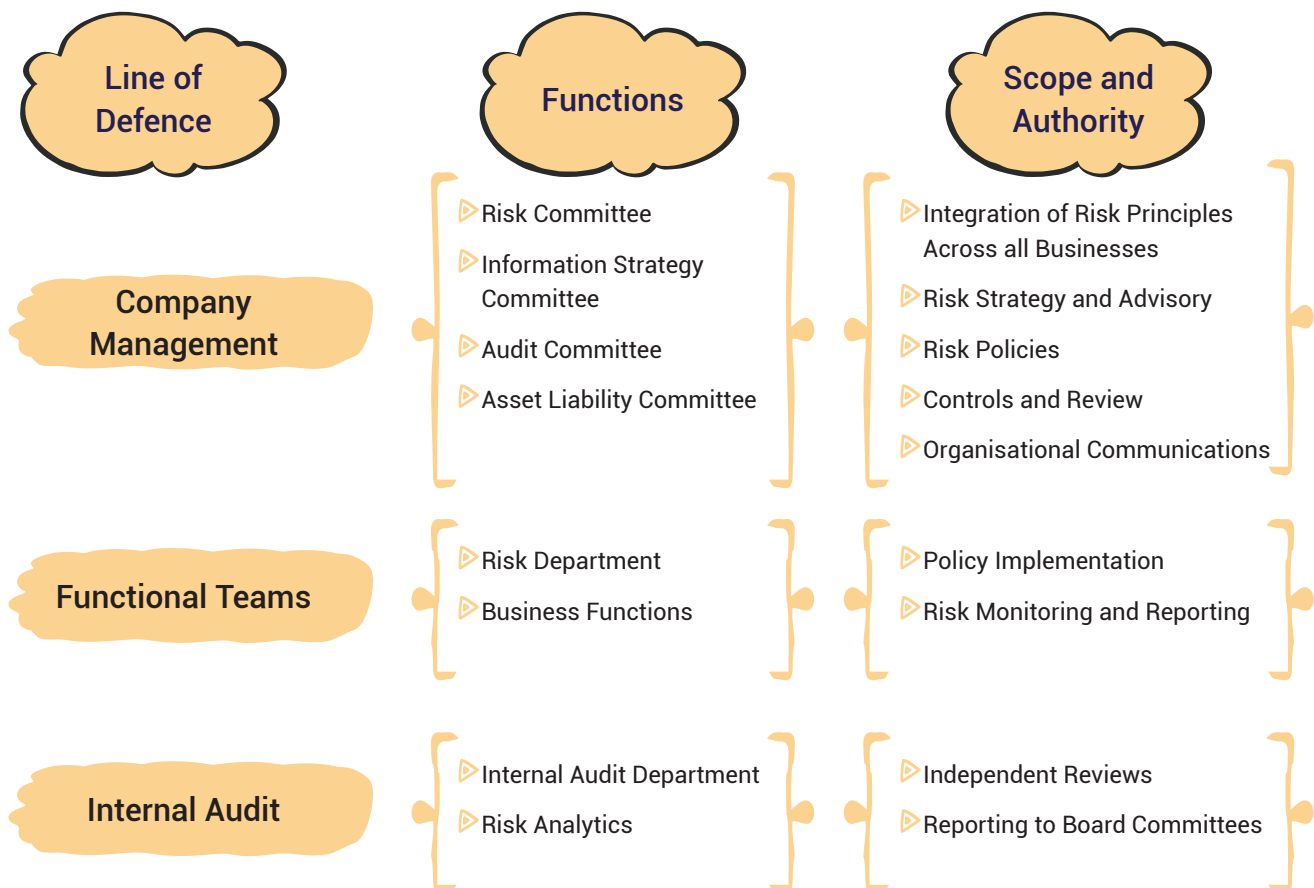 Line of
Defence
Functions
Scope and
Authority
Company
Management
Risk Committee
Information Strategy
Committee
Audit Committee
Asset Liability Committee
Integration of Risk Principles
Across all Businesses
Risk Strategy and Advisory
Risk Policies
Controls and Review
Organisational Communications
Functional Teams
Risk Department
Business Functions
Policy Implementation
Risk Monitoring and Reporting
Internal Audit
Internal Audit Department
Risk Analytics
Independent Reviews
Reporting to Board Committees